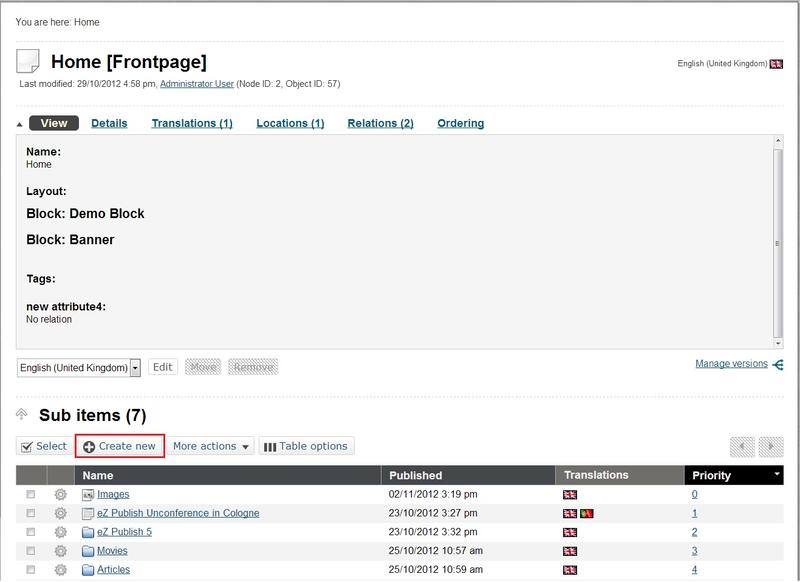 You are here: Home
Home [Frontpage]
English (United Kingdom)
Last modified: 29/10/2012 4:58 pm, Administrator User (Node ID: 2, Object ID: 57)
View Details Translations (1) Locations (1) Relations (2) Ordering
Name:
Home
Layout:
Block: Demo Block
Block: Banner
Tags:
new attribute4:
No relation
English (United Kingdom) Edit Move Remove Manage versions
Sub items (7)
Select Create new More actions Table options
Name Published Translations Priority
Images 02/11/2012 3:19 pm 0
eZ Publish Unconference in Cologne 23/10/2012 3:27 pm 1
eZ Publish 5 23/10/2012 3:32 pm 2
Movies 25/10/2012 10:57 am 3
Articles 25/10/2012 10:59 am 4